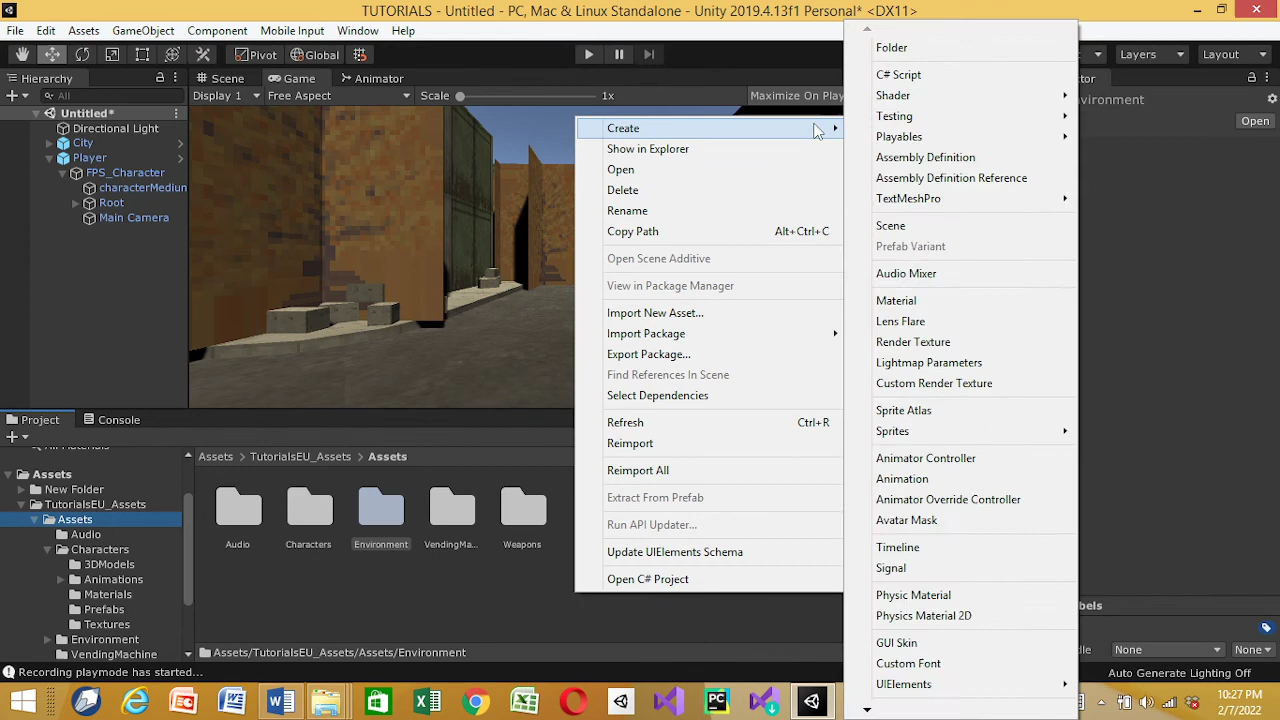 TUTORIALS - Untitled - PC, Mac & Linux Standalone - Unity 2019.4.13f1 Personal* <DX11>
File Edit Assets GameObject Component Mobile Input Window Help
Pivot Global Layers Layout
Hierarchy
Scene Game Animator
All
Display 1 Free Aspect Scale 1x Maximize On Play
Untitled*
Directional Light
City
Player
FPS_Character
characterMedium
Root
Main Camera
Open
Create
Show in Explorer
Open
Delete
Rename
Copy Path Alt+Ctrl+C
Open Scene Additive
View in Package Manager
Import New Asset...
Import Package
Export Package...
Find References In Scene
Select Dependencies
Refresh Ctrl+R
Reimport
Reimport All
Extract From Prefab
Run API Updater...
Update UIElements Schema
Open C# Project
Folder
C# Script
Shader
Testing
Playables
Assembly Definition
Assembly Definition Reference
TextMeshPro
Scene
Prefab Variant
Audio Mixer
Material
Lens Flare
Render Texture
Lightmap Parameters
Custom Render Texture
Sprite Atlas
Sprites
Animator Controller
Animation
Animator Override Controller
Avatar Mask
Timeline
Signal
Physic Material
Physics Material 2D
GUI Skin
Custom Font
UIElements
Project Console
Assets
New Folder
TutorialsEU_Assets
Assets
Audio
Characters
3DModels
Animations
Materials
Prefabs
Textures
Environment
VendingMachine
Assets TutorialsEU_Assets Assets
Audio Characters Environment VendingMa... Weapons
Assets/TutorialsEU_Assets/Assets/Environment
None None
Recording playmode has started...
Auto Generate Lighting Off
10:27 PM
2/7/2022